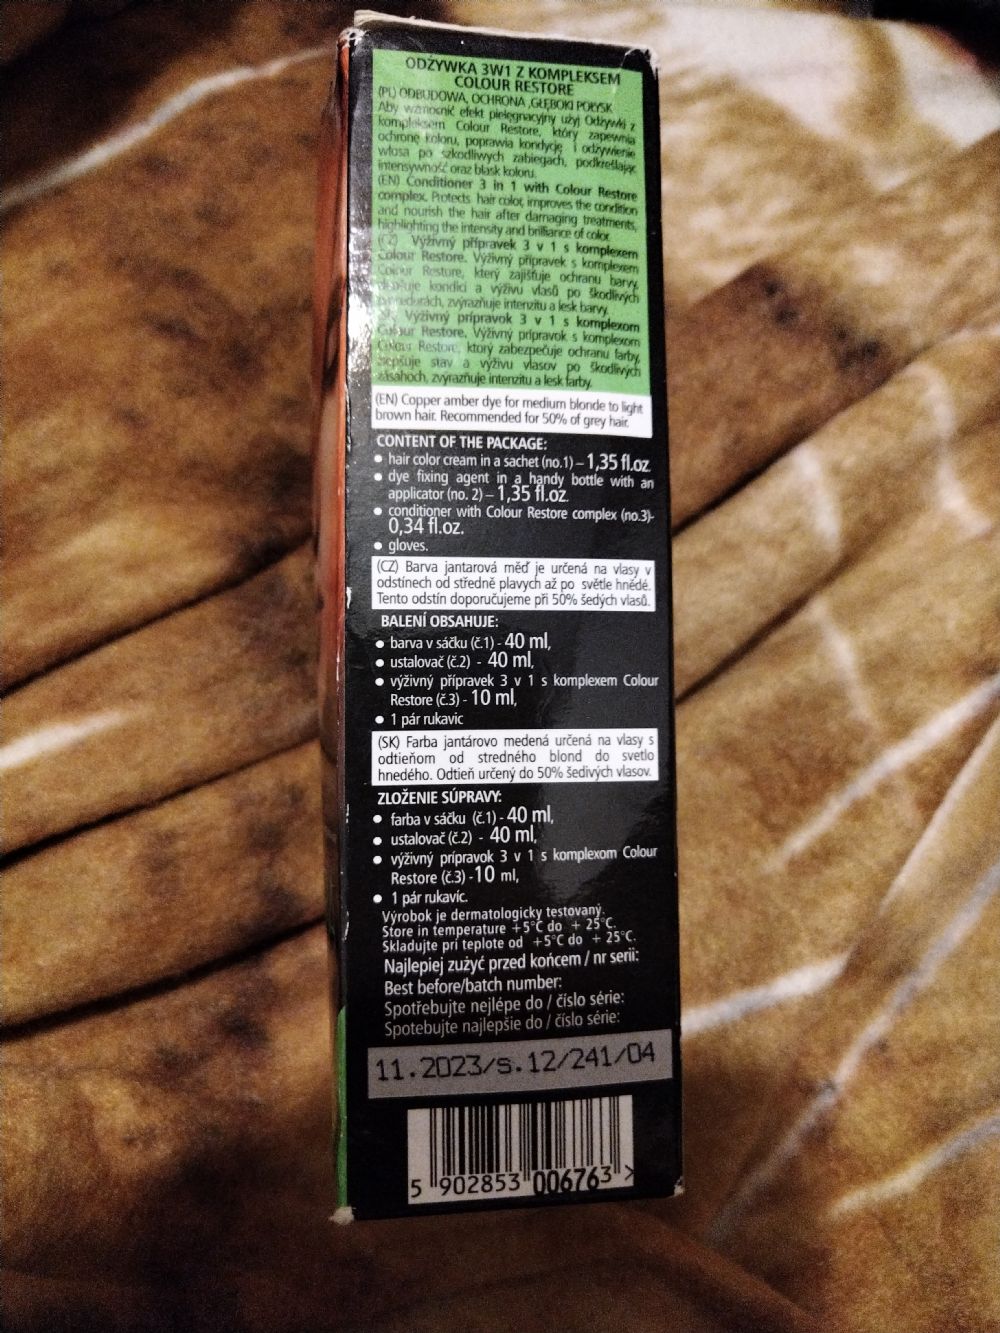 ODŻYWKA 3W1 Z KOMPLEKSEM
COLOUR RESTORE
(PL) ODBUDOWA, OCHRONA ,GŁĘBOKI POŁYSK
Aby wzmocnić efekt pielęgnacyjny użyj Odżywki z
kompleksem Colour Restore, który zapewnia
ochronę koloru, poprawia kondycję i odżywienie
włosa po szkodliwych zabiegach, podkreślając
intensywność oraz blask koloru.
(EN) Conditioner 3 in 1 with Colour Restore
complex. Protects hair color, improves the condition
and nourish the hair after damaging treatments,
highlighting the intensity and brilliance of color.
(CZ) Výživný přípravek 3 v 1 s komplexem
Colour Restore. Výživný přípravek s komplexem
Colour Restore, který zajišťuje ochranu barvy,
zlepšuje kondici a výživu vlasů po škodlivých
procedurách, zvýrazňuje intenzitu a lesk barvy.
Výživný prípravok 3 v 1 s komplexom
Colour Restore. Výživný prípravok s komplexom
Colour Restore, ktorý zabezpečuje ochranu farby,
zlepšuje stav a výživu vlasov po škodlivých
zásahoch, zvýrazňuje intenzitu a lesk farby.
(EN) Copper amber dye for medium blonde to light
brown hair. Recommended for 50% of grey hair.
CONTENT OF THE PACKAGE:
• hair color cream in a sachet (no.1) – 1,35 fl.oz.
• dye fixing agent in a handy bottle with an
applicator (no. 2) – 1,35 fl.oz.
• conditioner with Colour Restore complex (no.3)-
0,34 fl.oz.
• gloves.
(CZ) Barva jantarová měď je určená na vlasy v
odstínech od středně plavych až po světle hnědé.
Tento odstín doporučujeme při 50% šedých vlasů.
BALENÍ OBSAHUJE:
• barva v sáčku (č.1) - 40 ml,
• ustalovač (č.2) - 40 ml,
• výživný přípravek 3 v 1 s komplexem Colour
Restore (č.3) - 10 ml,
• 1 pár rukavic
(SK) Farba jantárovo medená určená na vlasy s
odtieňom od stredného blond do svetlo
hnedého. Odtieň určený do 50% šedivých vlasov.
ZLOŽENIE SÚPRAVY:
• farba v sáčku (č.1) - 40 ml,
• ustalovač (č.2) - 40 ml,
• výživný prípravok 3 v 1 s komplexom Colour
Restore (č.3) -10 ml,
• 1 pár rukavíc.
Výrobok je dermatologicky testovaný.
Store in temperature +5°C do + 25°C.
Skladujte pri teplote od +5°C do + 25°C.
Najlepiej zużyć przed końcem / nr serii:
Best before/batch number:
Spotřebujte nejlépe do / číslo série:
Spotebujte najlepšie do / číslo série:
11.2023/s.12/241/04
5 902853 006763 >